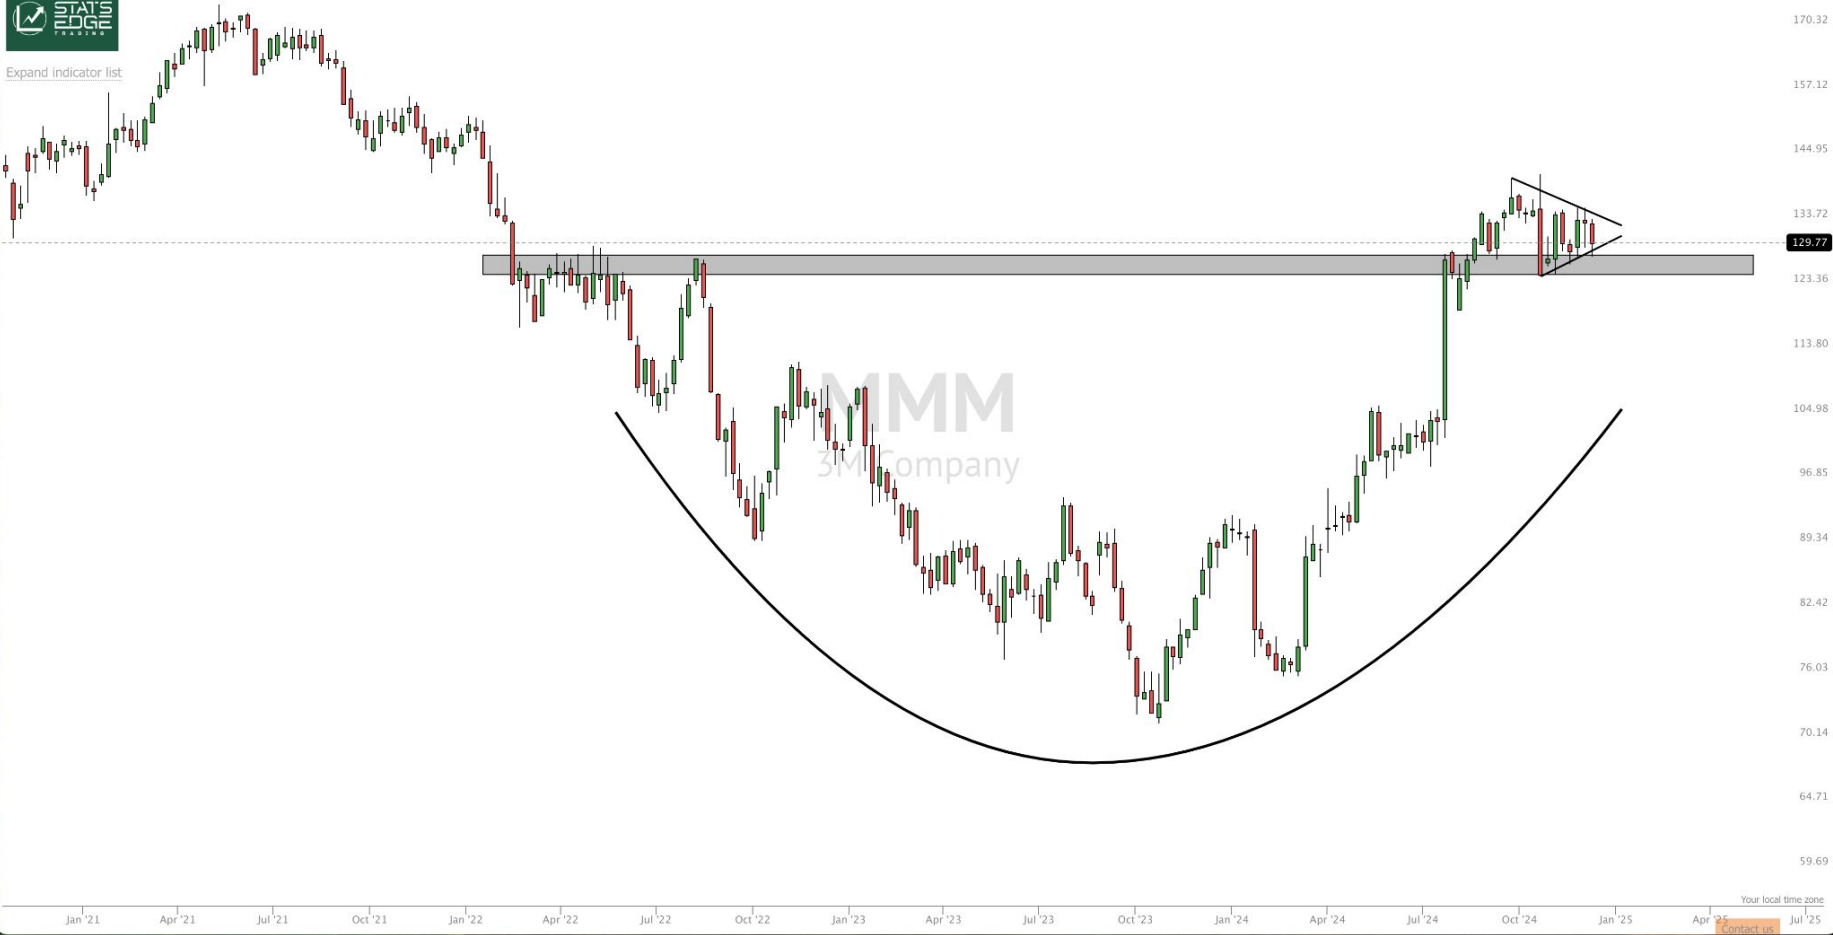 STATS
EDGE
TRADING
Expand indicator list
170.32
157.12
144.95
133.72
129.77
123.36
113.80
MMM
104.98
3M Company
96.85
89.34
82.42
76.03
70.14
64.71
59.69
Your local time zone
Jan '21 Apr '21 Jul '21 Oct '21 Jan '22 Apr '22 Jul '22 Oct '22 Jan '23 Apr '23 Jul '23 Oct '23 Jan '24 Apr '24 Jul '24 Oct '24 Jan '25 Apr '25 Jul '25
Contact us